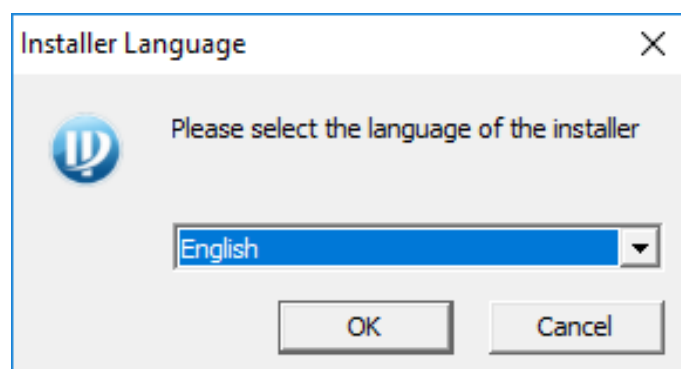 Installer Language
Please select the language of the installer
English
OK Cancel